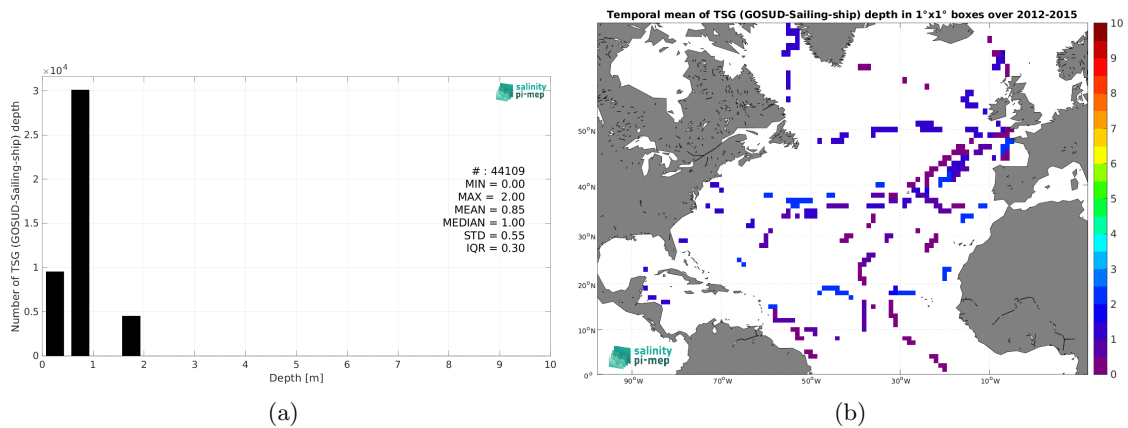 ×10⁴
3
2.5
2
1.5
1
0.5
0
0 1 2 3 4 5 6 7 8 9 10
Number of TSG (GOSUD-Sailing-ship) depth
Depth [m]
salinity
pi-mep
# : 44109
MIN = 0.00
MAX = 2.00
MEAN = 0.85
MEDIAN = 1.00
STD = 0.55
IQR = 0.30
(a)
Temporal mean of TSG (GOSUD-Sailing-ship) depth in 1°x1° boxes over 2012-2015
50°N
40°N
30°N
20°N
10°N
0°
90°W 70°W 50°W 30°W 10°W
salinity
pi-mep
10
9
8
7
6
5
4
3
2
1
0
(b)